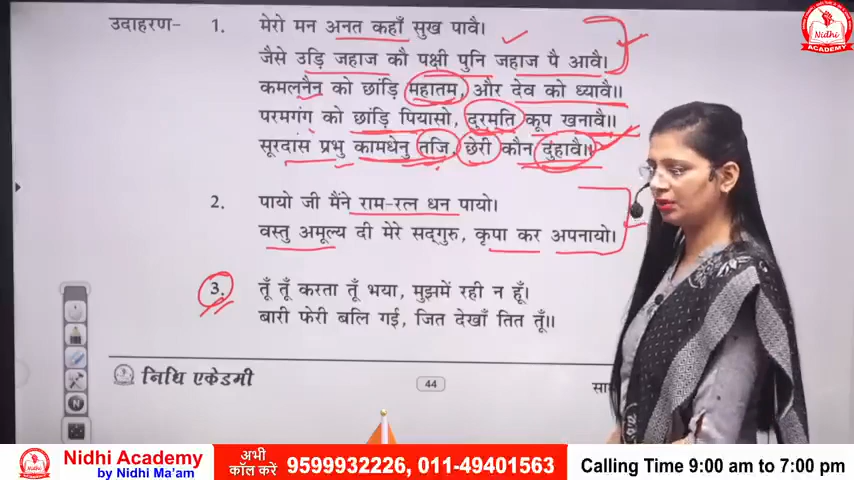 उदाहरण- 1. मेरो मन अनत कहाँ सुख पावै।
जैसे उड़ि जहाज कौ पक्षी पुनि जहाज पै आवै।
कमलनैन को छांड़ि महातम, और देव को ध्यावै॥
परमगंग को छांड़ि पियासो, दुरमति कूप खनावै॥
सूरदास प्रभु कामधेनु तजि, छेरी कौन दुहावै॥
2. पायो जी मैंने राम-रत्न धन पायो।
वस्तु अमूल्य दी मेरे सद्गुरु, कृपा कर अपनायो।
3. तूँ तूँ करता तूँ भया, मुझमें रही न हूँ।
बारी फेरी बलि गई, जित देखाँ तित तूँ॥
निधि एकेडमी
44
Nidhi
ACADEMY
Nidhi Academy
by Nidhi Ma'am
अभी
कॉल करें
9599932226, 011-49401563
Calling Time 9:00 am to 7:00 pm